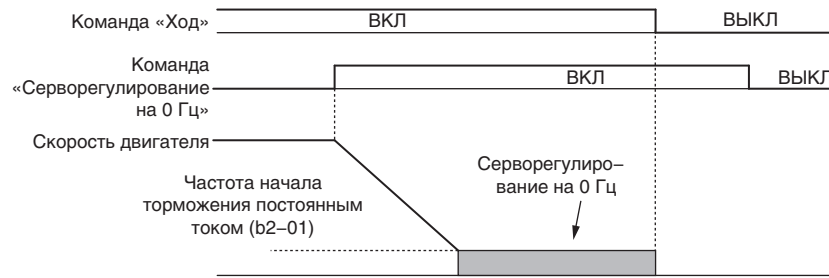 Команда «Ход»
ВКЛ
ВЫКЛ
Команда
«Серворегулирование
на 0 Гц»
ВКЛ
ВЫКЛ
Скорость двигателя
Серворегулиро–
вание на 0 Гц
Частота начала
торможения постоянным
током (b2–01)